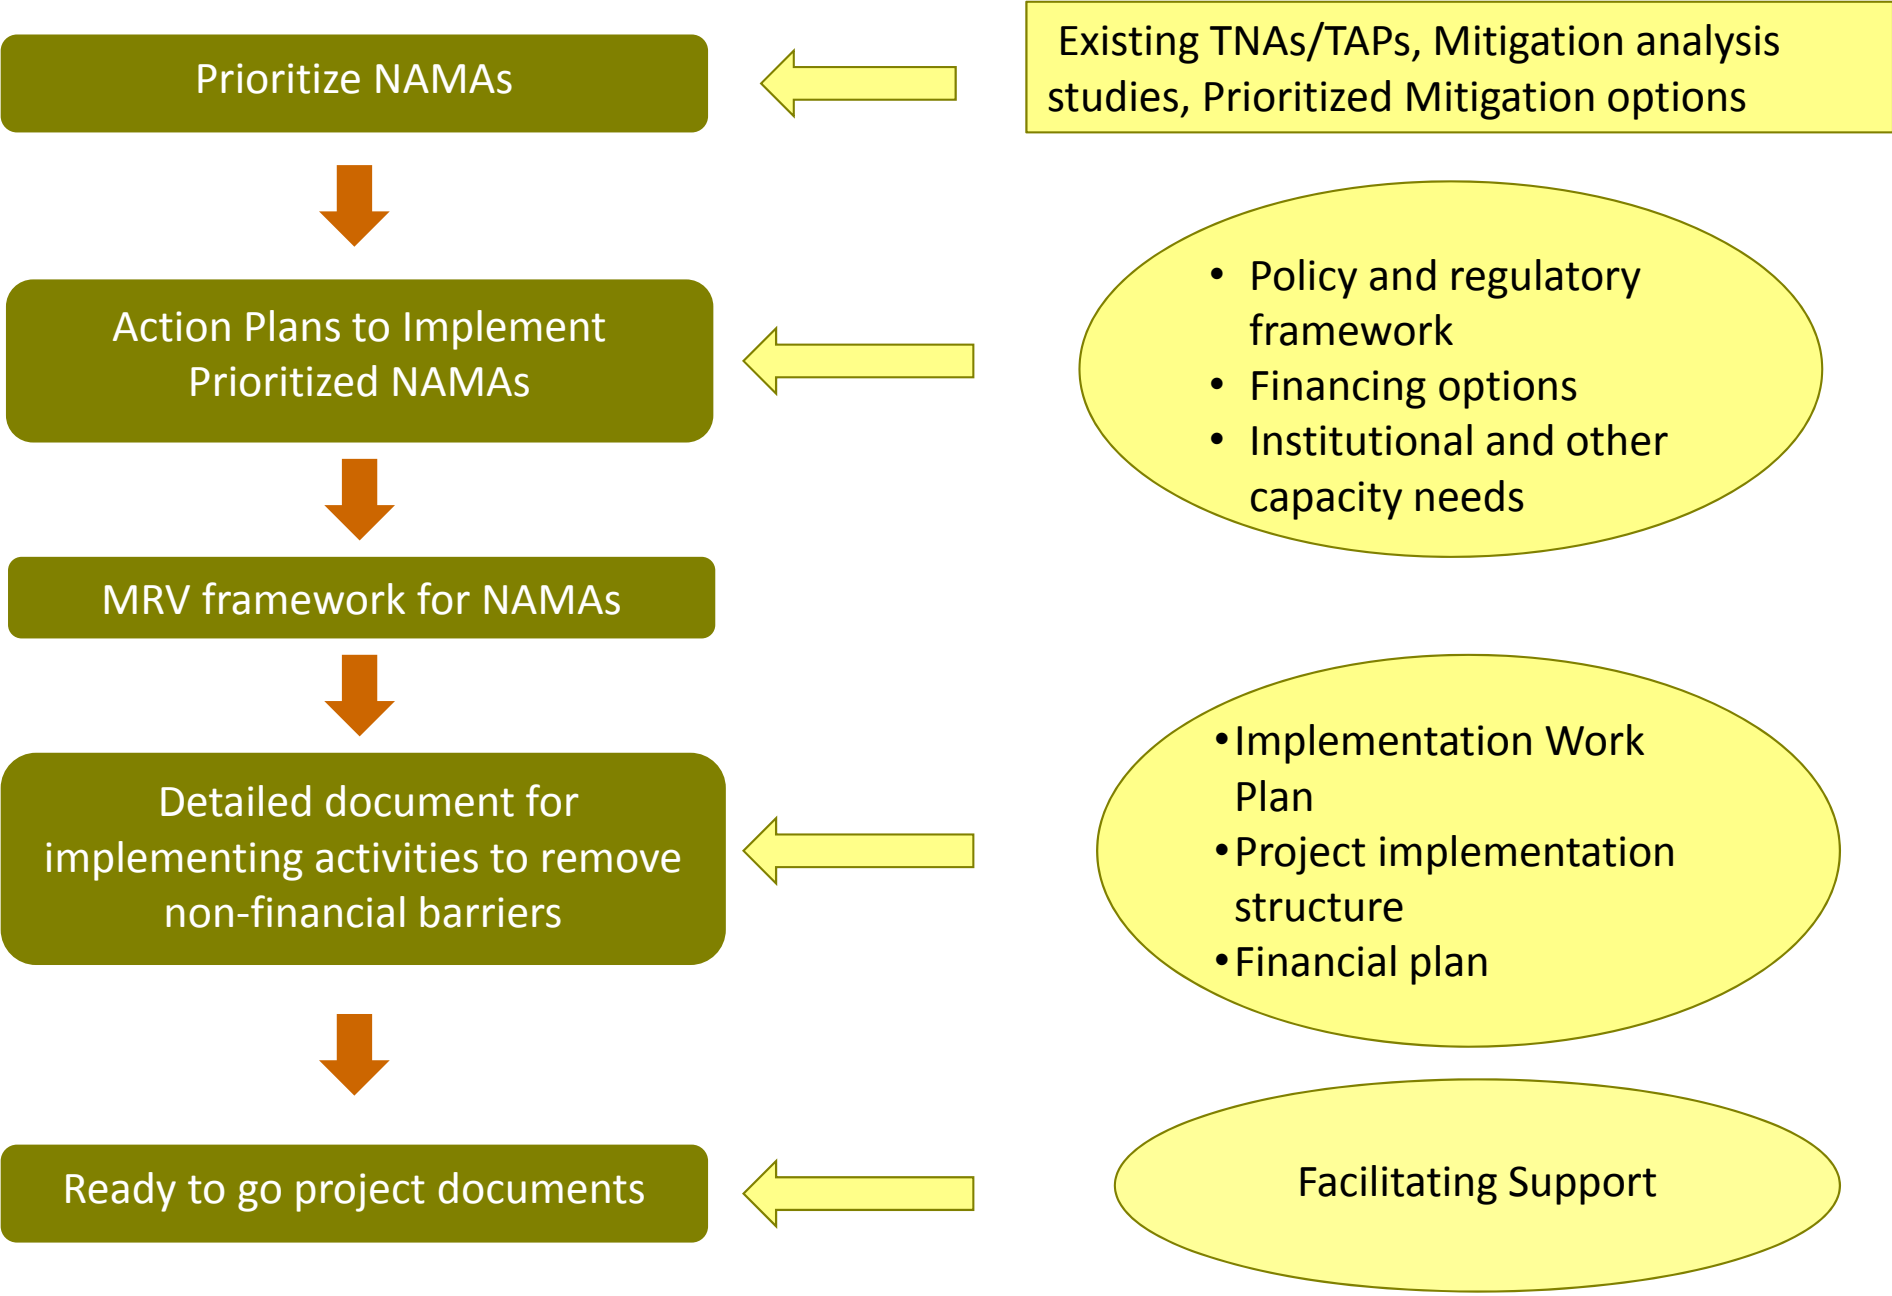 Prioritize NAMAs
Existing TNAs/TAPs, Mitigation analysis
studies, Prioritized Mitigation options
Action Plans to Implement
Prioritized NAMAs
• Policy and regulatory
framework
• Financing options
• Institutional and other
capacity needs
MRV framework for NAMAs
Detailed document for
implementing activities to remove
non-financial barriers
•Implementation Work
Plan
•Project implementation
structure
•Financial plan
Ready to go project documents
Facilitating Support